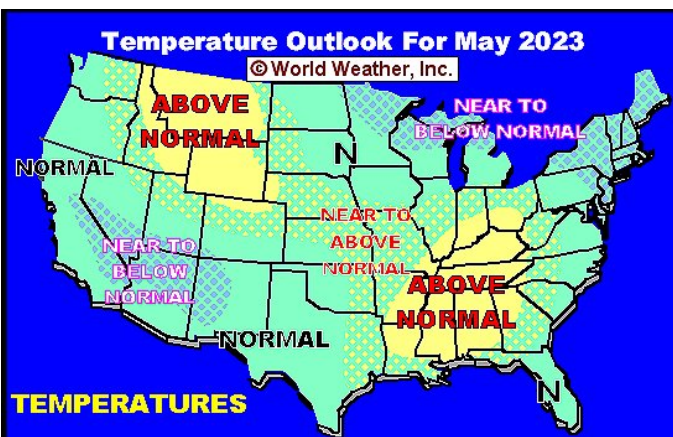 Temperature Outlook For May 2023
© World Weather, Inc.
ABOVE
NORMAL
NEAR TO
BELOW NORMAL
N
NORMAL
NEAR TO
ABOVE
NORMAL
NEAR TO
BELOW
NORMAL
ABOVE
NORMAL
NORMAL
N
TEMPERATURES